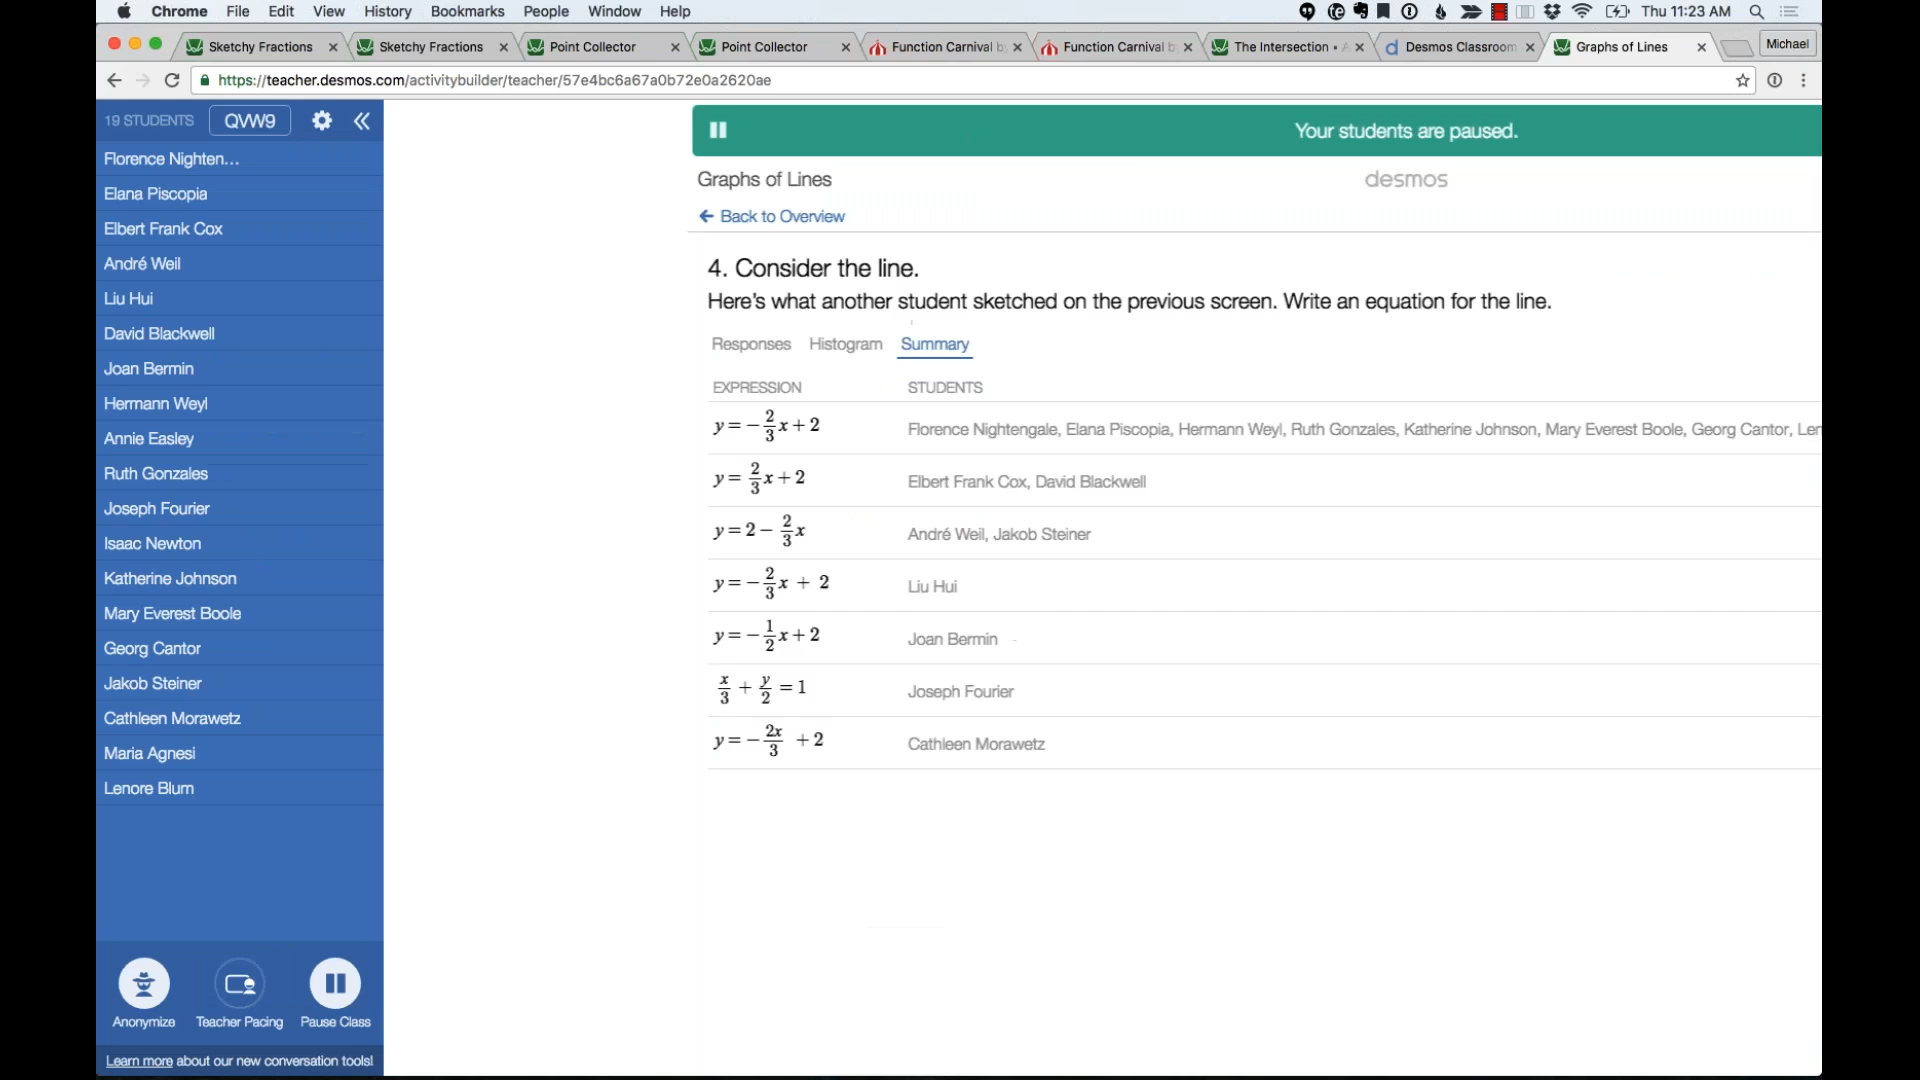 Chrome File Edit View History Bookmarks People Window Help Thu 11:23 AM
Sketchy Fractions Sketchy Fractions Point Collector Point Collector Function Carnival b Function Carnival b The Intersection • Desmos Classroom Graphs of Lines Michael
https://teacher.desmos.com/activitybuilder/teacher/57e4bc6a67a0b72e0a2620ae
19 STUDENTS QVW9
Florence Nighten...
Elana Piscopia
Elbert Frank Cox
André Weil
Liu Hui
David Blackwell
Joan Bermin
Hermann Weyl
Annie Easley
Ruth Gonzales
Joseph Fourier
Isaac Newton
Katherine Johnson
Mary Everest Boole
Georg Cantor
Jakob Steiner
Cathleen Morawetz
Maria Agnesi
Lenore Blum
Anonymize Teacher Pacing Pause Class
Learn more about our new conversation tools!
Your students are paused.
Graphs of Lines desmos
Back to Overview
4. Consider the line.
Here's what another student sketched on the previous screen. Write an equation for the line.
Responses Histogram Summary
EXPRESSION STUDENTS
y = -2/3x + 2 Florence Nightengale, Elana Piscopia, Hermann Weyl, Ruth Gonzales, Katherine Johnson, Mary Everest Boole, Georg Cantor, Len
y = 2/3x + 2 Elbert Frank Cox, David Blackwell
y = 2 - 2/3x André Weil, Jakob Steiner
y = -2/3x + 2 Liu Hui
y = -1/2x + 2 Joan Bermin
x/3 + y/2 = 1 Joseph Fourier
y = -2x/3 + 2 Cathleen Morawetz